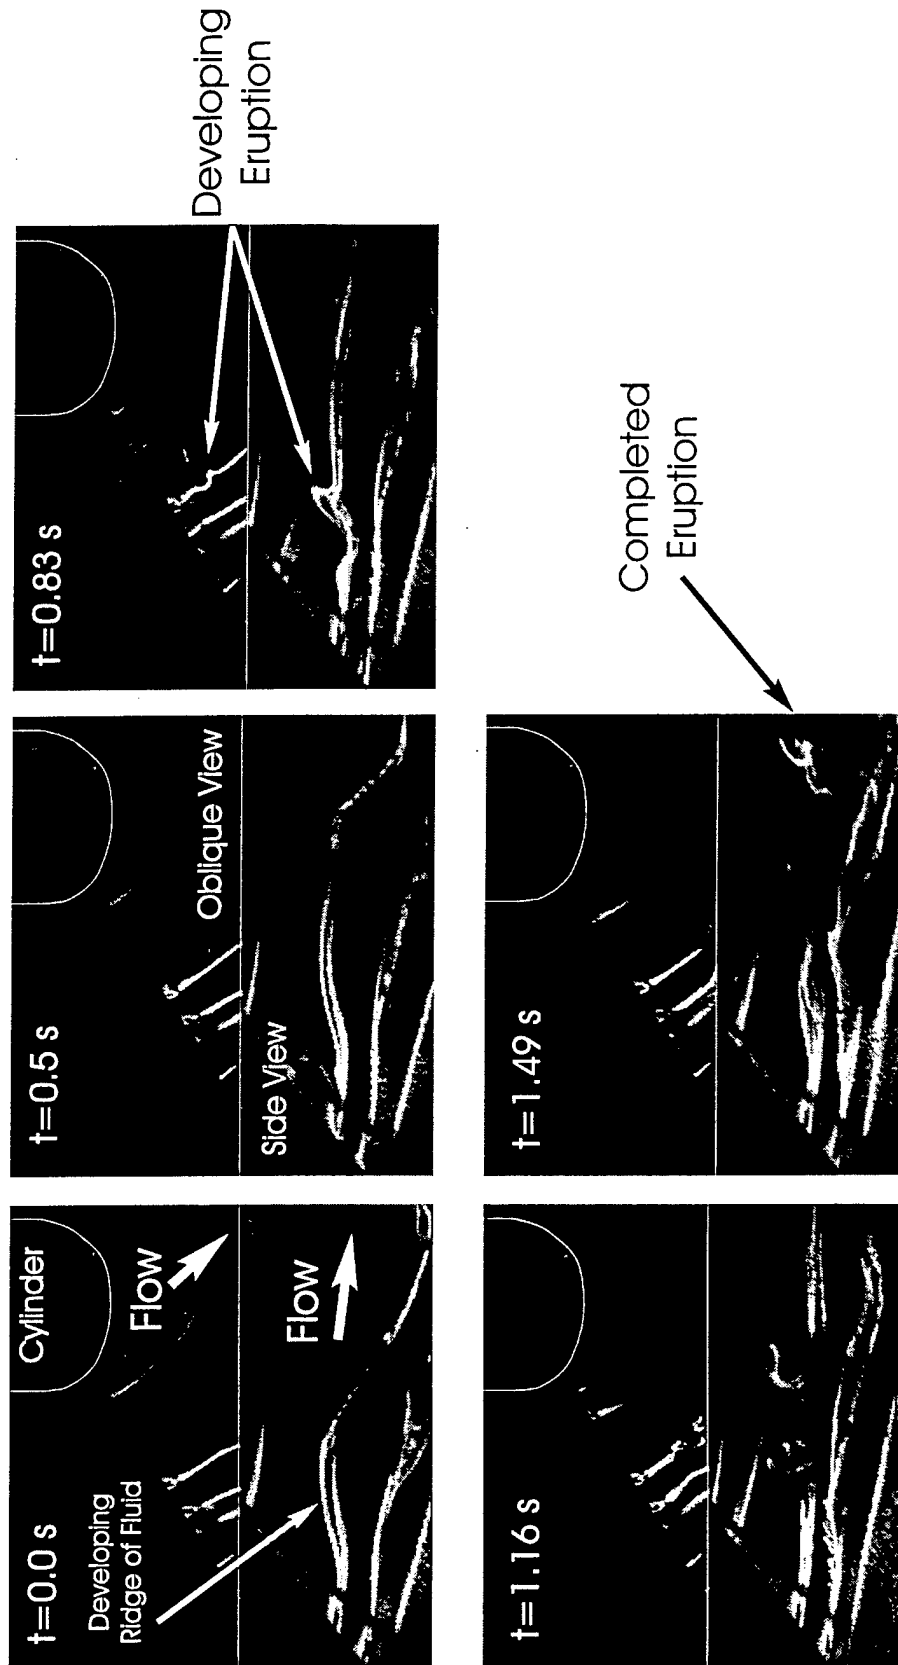 t=0.0 s
Cylinder
Flow
Flow
Developing
Ridge of Fluid
t=0.5 s
Oblique View
Side View
t=0.83 s
Developing
Eruption
t=1.16 s
t=1.49 s
Completed
Eruption